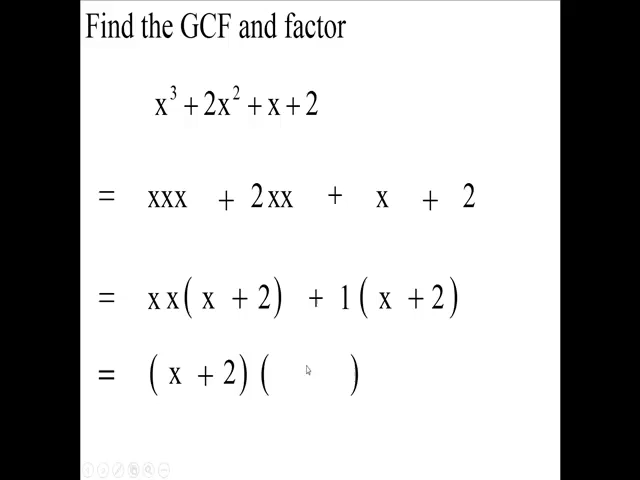 Find the GCF and factor
x³ + 2x² + x + 2
= xxx + 2xx + x + 2
= xx( x + 2) + 1( x + 2)
= ( x + 2)( )